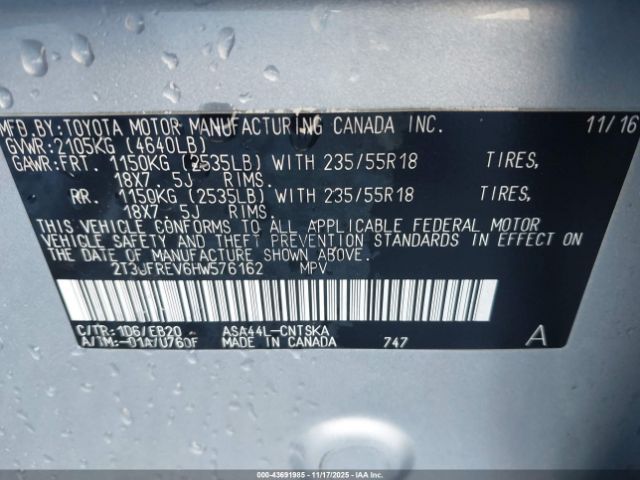 MFD BY: TOYOTA MOTOR MANUFACTURING CANADA INC. 11/16
GVWR: 2105KG (4640LB)
GAWR: FRT. 1150KG (2535LB) WITH 235/55R18 TIRES,
18X7.5J RIMS.
RR. 1150KG (2535LB) WITH 235/55R18 TIRES,
18X7.5J RIMS.
THIS VEHICLE CONFORMS TO ALL APPLICABLE FEDERAL MOTOR
VEHICLE SAFETY AND THEFT PREVENTION STANDARDS IN EFFECT ON
THE DATE OF MANUFACTURE SHOWN ABOVE.
2T3JFREV6HW576162 MPV
C/TR: 1D6/EB20 ASA44L-CNTSKA
A/TM: -01A/U760F MADE IN CANADA 747 A
000-43691985 - 11/17/2025 - IAAI.COM